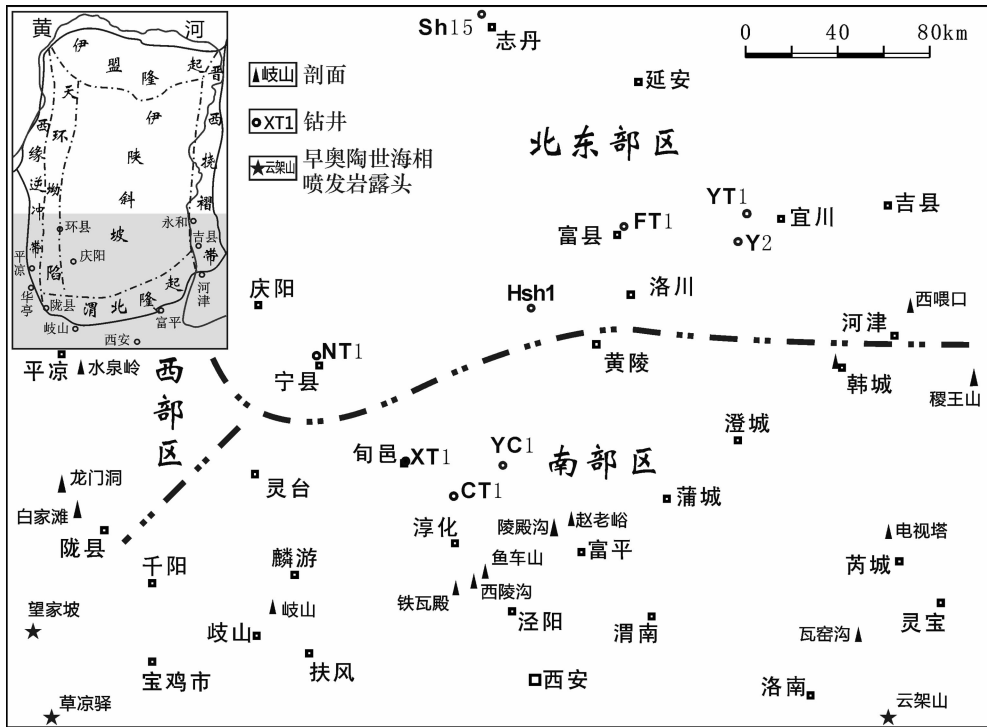 黄 河
伊盟隆起
天环坳陷
伊陕斜坡
晋西挠褶带
西缘逆冲带
渭北隆起
环县
永和
吉县
庆阳
平凉
华亭
陇县
岐山
西安
富平
河津
岐山 剖面
XT1 钻井
云架山 早奥陶世海相
喷发岩露头
Sh15
志丹
0 40 80km
延安
北东部区
YT1
宜川
吉县
FT1
富县
Y2
庆阳
Hsh1
洛川
西喂口
河津
平凉
水泉岭
西部区
NT1
宁县
黄陵
韩城
稷王山
澄城
旬邑
XT1
YC1
南部区
龙门洞
灵台
CT1
蒲城
白家滩
陇县
淳化
陵殿沟
赵老峪
富平
电视塔
芮城
千阳
麟游
鱼车山
铁瓦殿
西陵沟
望家坡
岐山
岐山
泾阳
渭南
灵宝
瓦窑沟
宝鸡市
扶风
西安
洛南
草凉驿
云架山